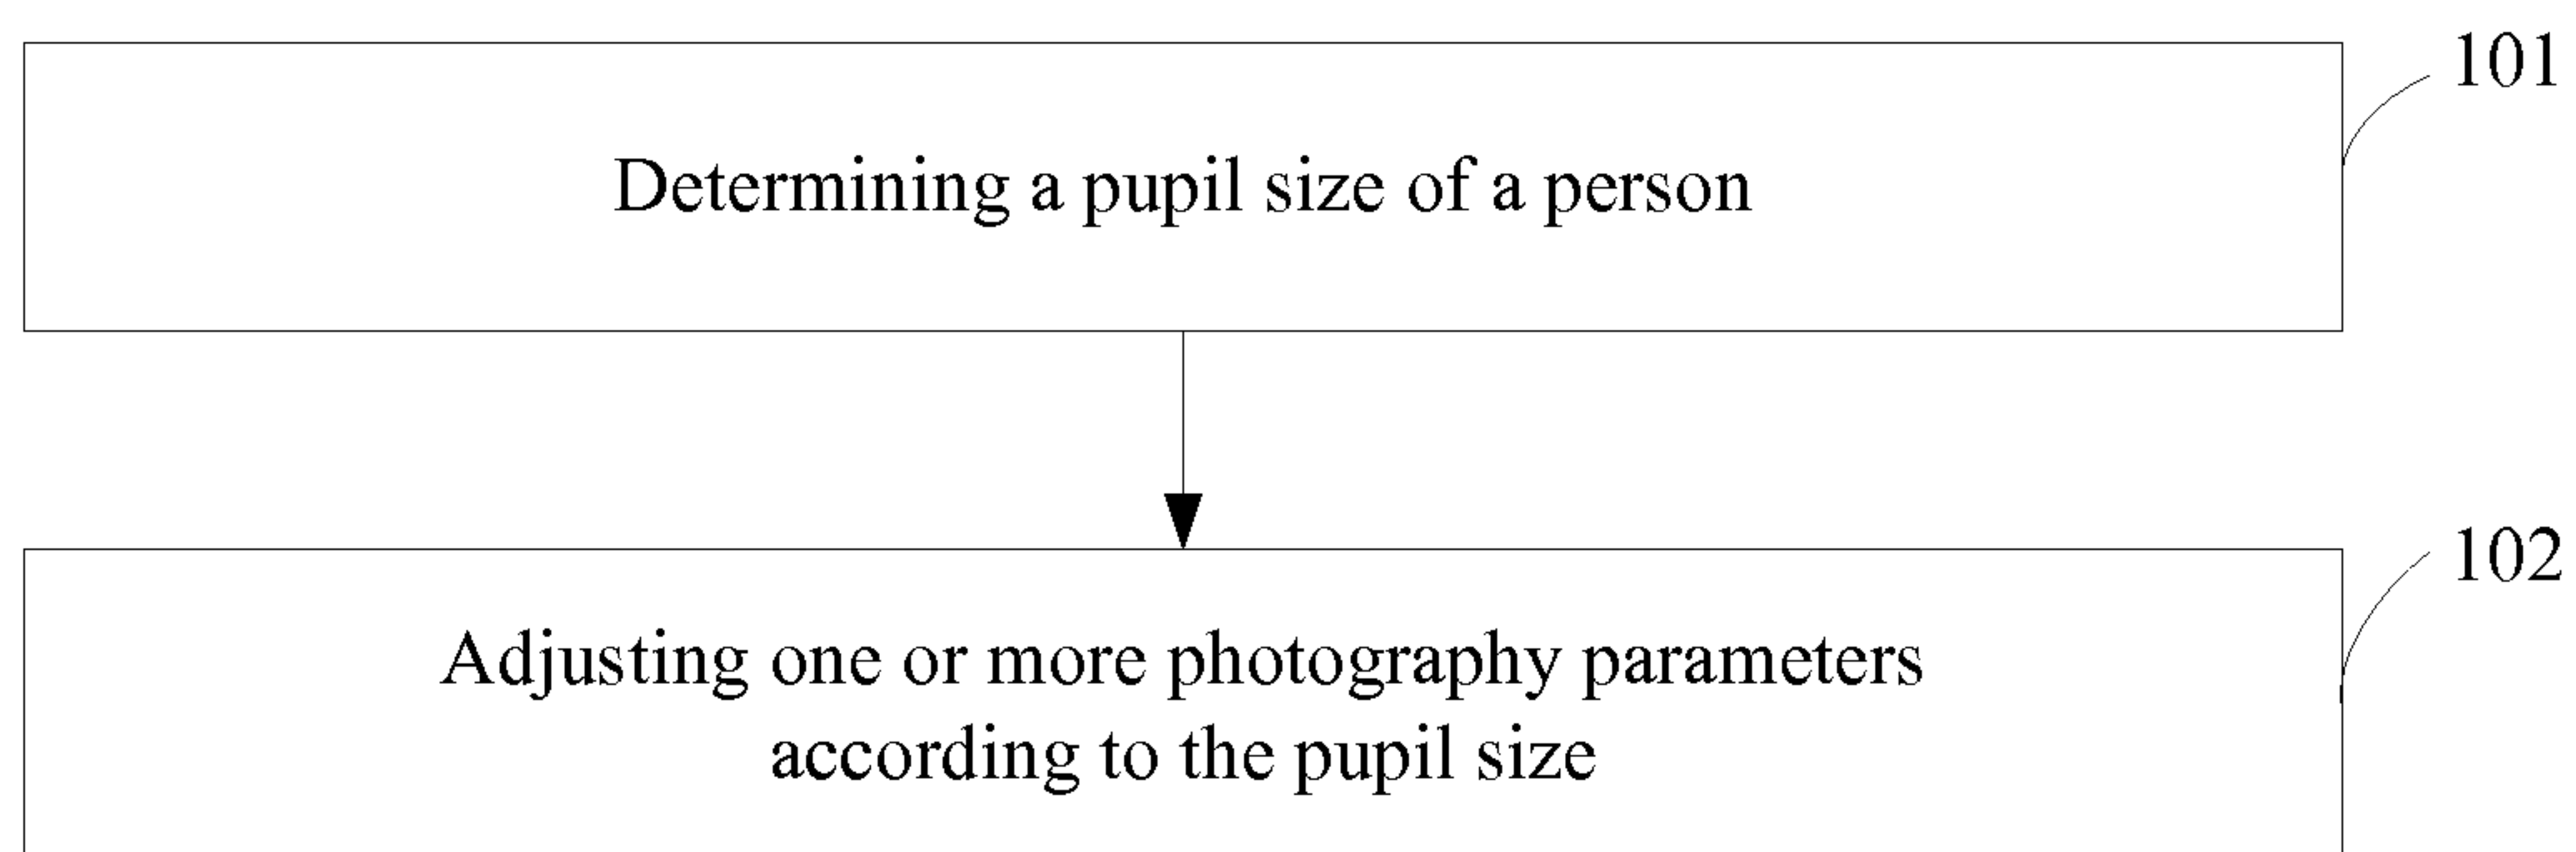 101
Determining a pupil size of a person
102
Adjusting one or more photography parameters
according to the pupil size